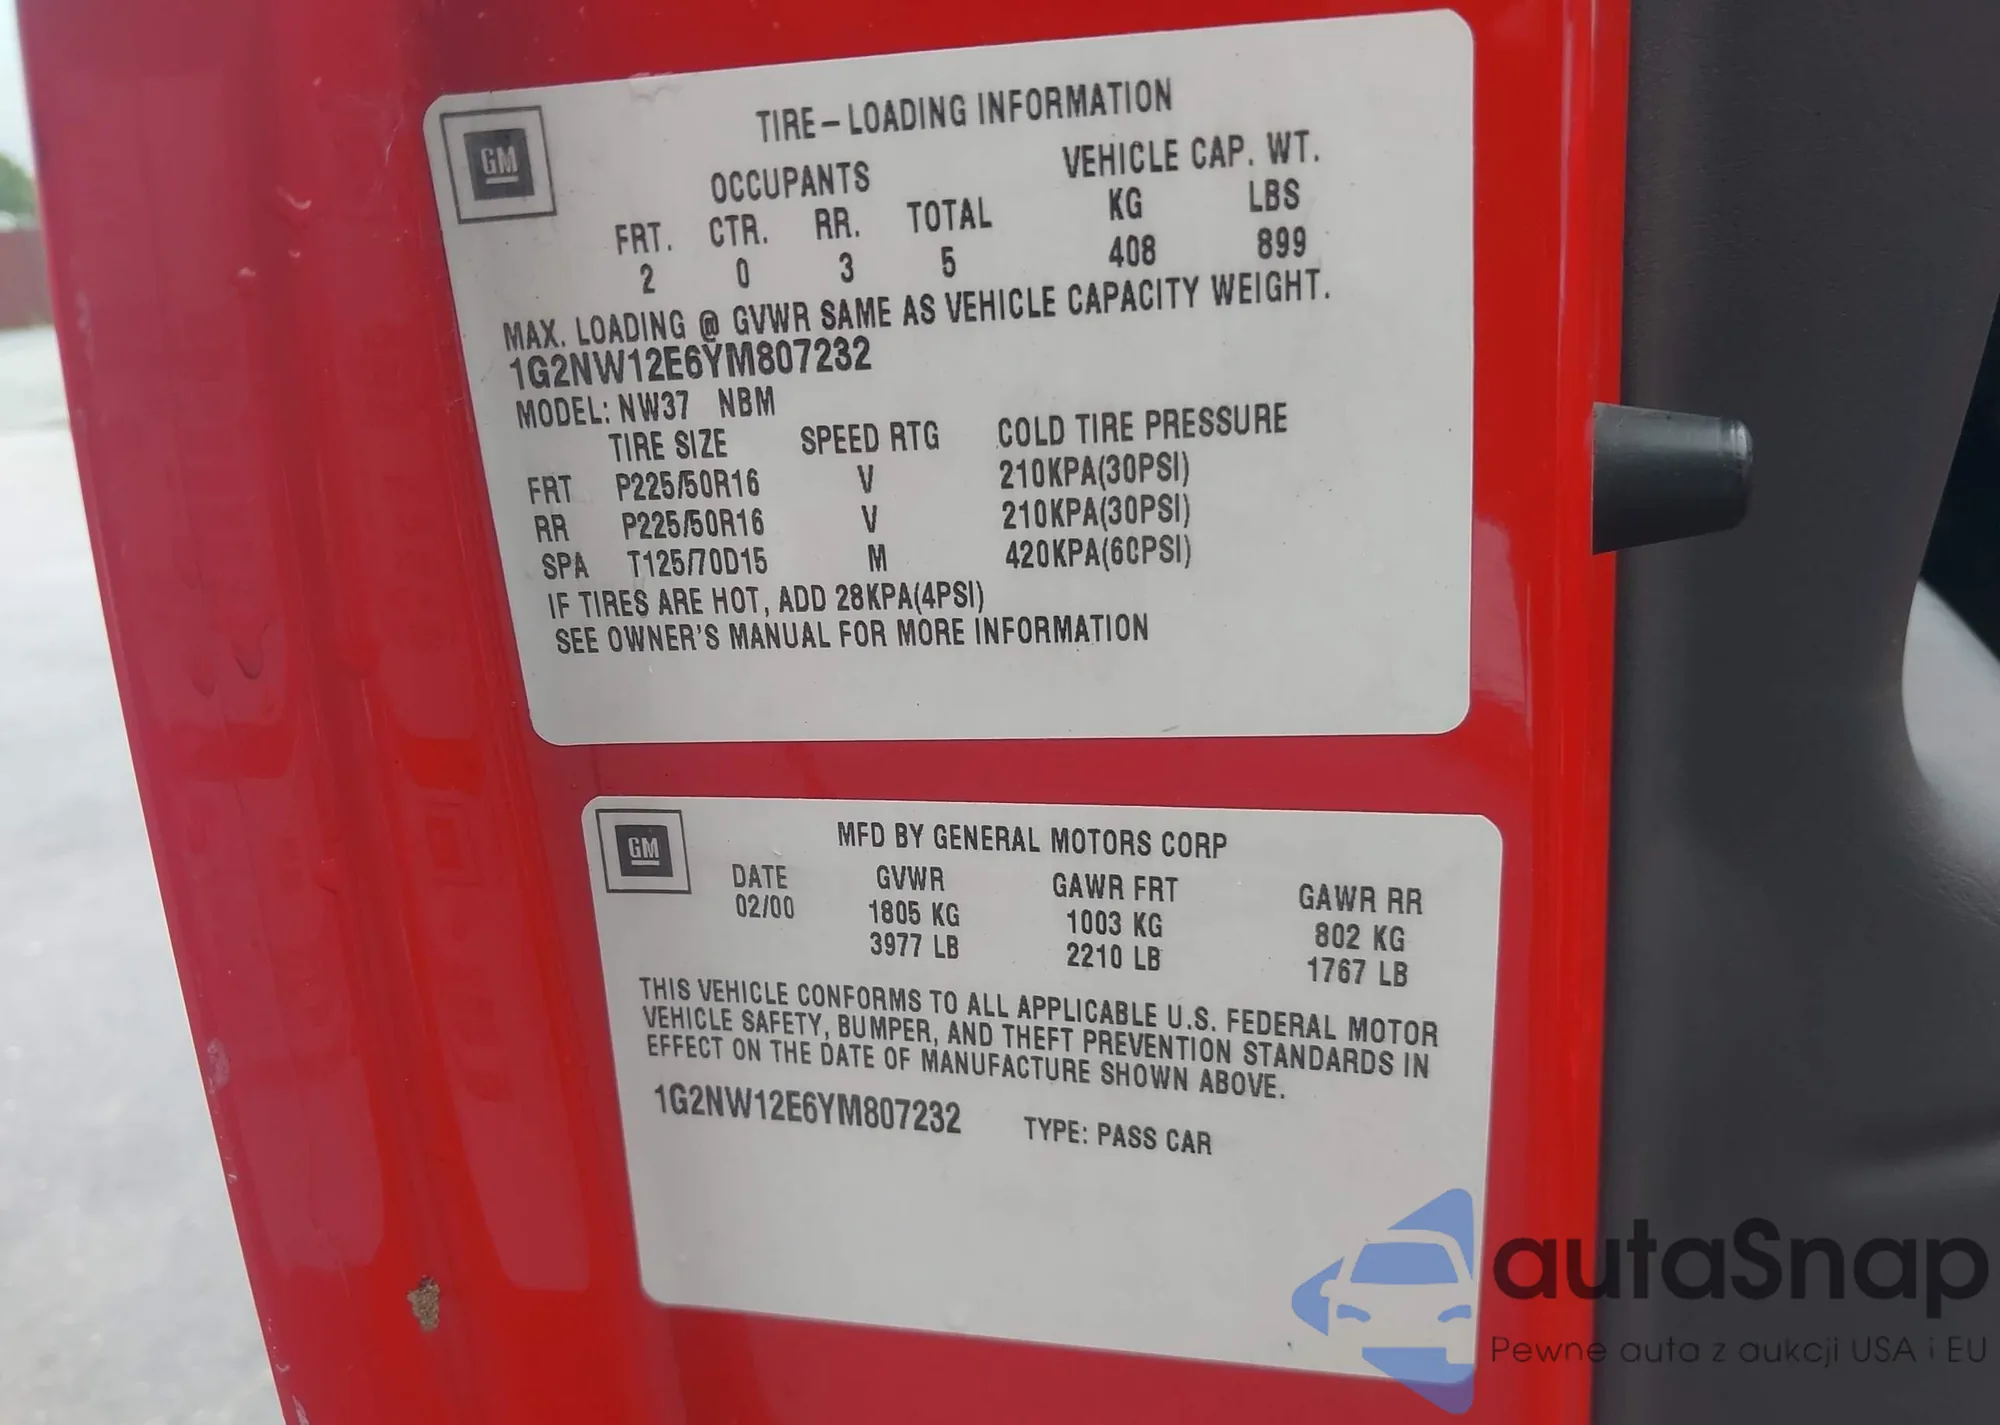 GM
TIRE-LOADING INFORMATION
OCCUPANTS VEHICLE CAP. WT.
FRT. CTR. RR. TOTAL KG LBS
2 0 3 5 408 899
MAX. LOADING @ GVWR SAME AS VEHICLE CAPACITY WEIGHT.
1G2NW12E6YM807232
MODEL: NW37 NBM
TIRE SIZE SPEED RTG COLD TIRE PRESSURE
FRT P225/50R16 V 210KPA(30PSI)
RR P225/50R16 V 210KPA(30PSI)
SPA T125/70D15 M 420KPA(60PSI)
IF TIRES ARE HOT, ADD 28KPA(4PSI)
SEE OWNER'S MANUAL FOR MORE INFORMATION
GM
MFD BY GENERAL MOTORS CORP
DATE GVWR GAWR FRT GAWR RR
02/00 1805 KG 1003 KG 802 KG
3977 LB 2210 LB 1767 LB
THIS VEHICLE CONFORMS TO ALL APPLICABLE U.S. FEDERAL MOTOR
VEHICLE SAFETY, BUMPER, AND THEFT PREVENTION STANDARDS IN
EFFECT ON THE DATE OF MANUFACTURE SHOWN ABOVE.
1G2NW12E6YM807232 TYPE: PASS CAR
autaSnap
Pewne auta z aukcji USA i EU